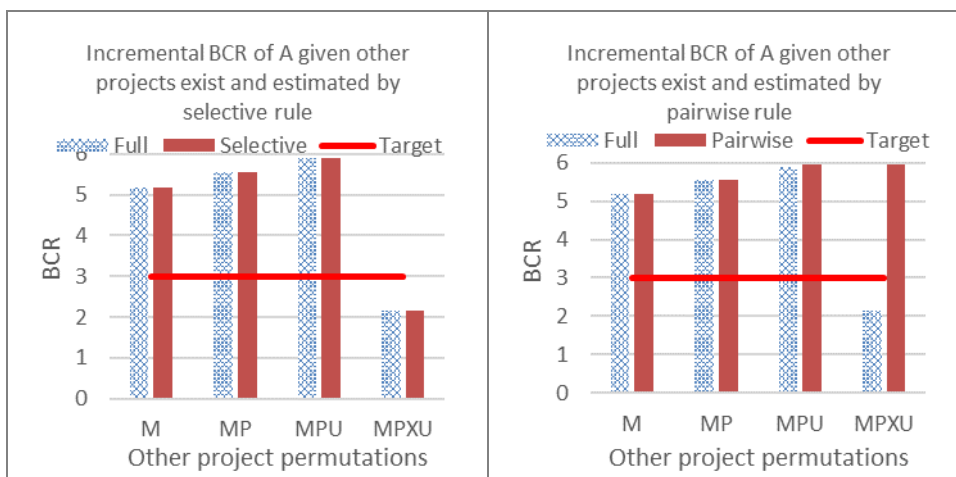 Incremental BCR of A given other
projects exist and estimated by
selective rule
Full Selective Target
6
5
4
3
2
1
0
BCR
M MP MPU MPXU
Other project permutations
Incremental BCR of A given other
projects exist and estimated by
pairwise rule
Full Pairwise Target
6
5
4
3
2
1
0
BCR
M MP MPU MPXU
Other project permutations